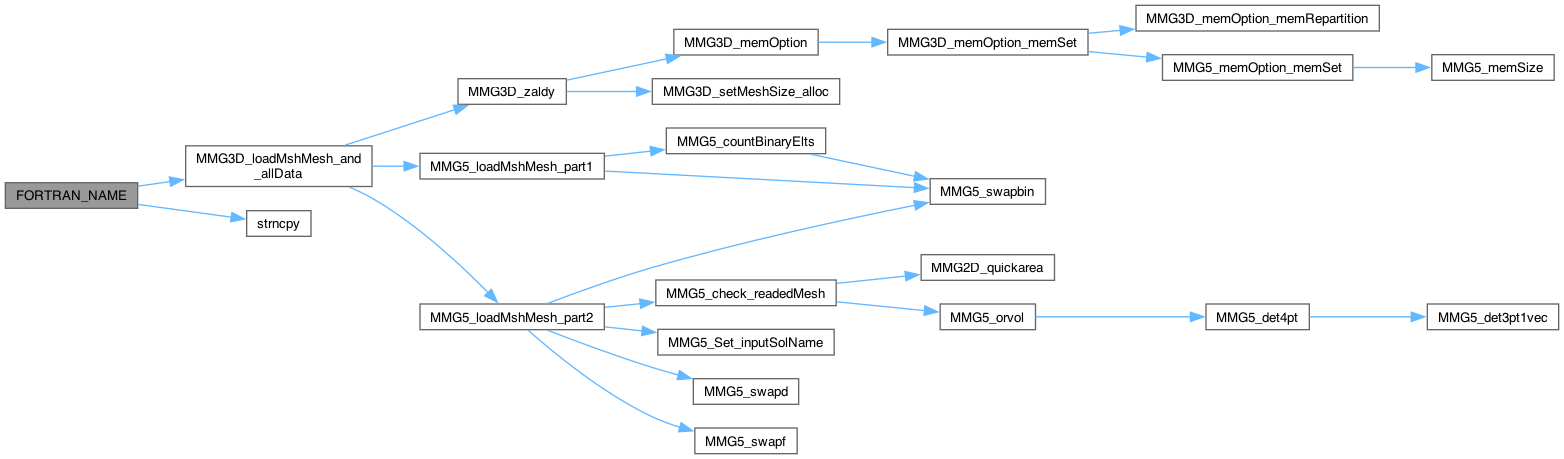 FORTRAN_NAME
MMG3D_loadMshMesh_and
_allData
strncpy
MMG3D_zaldy
MMG5_loadMshMesh_part1
MMG5_loadMshMesh_part2
MMG3D_memOption
MMG3D_setMeshSize_alloc
MMG5_countBinaryElts
MMG5_check_readedMesh
MMG5_Set_inputSolName
MMG5_swapd
MMG5_swapf
MMG3D_memOption_memSet
MMG5_swapbin
MMG2D_quickarea
MMG5_orvol
MMG3D_memOption_memRepartition
MMG5_memOption_memSet
MMG5_det4pt
MMG5_memSize
MMG5_det3pt1vec